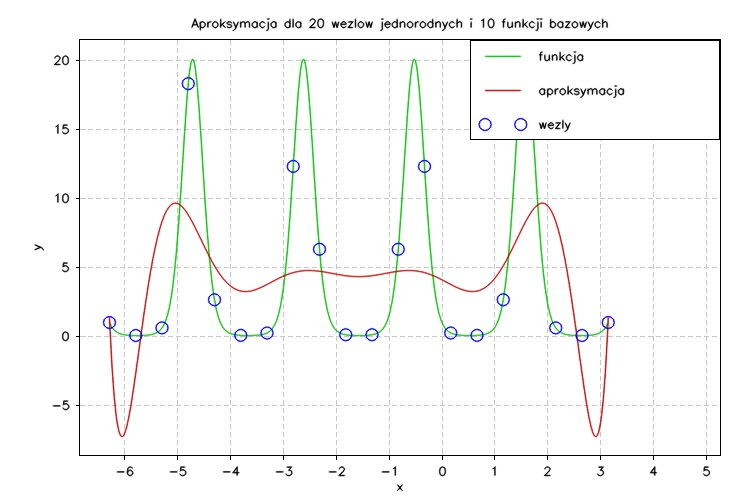 Aproksymacja dla 20 wezlow jednorodnych i 10 funkcji bazowych
funkcja
aproksymacja
wezly
20
15
10
5
0
−5
y
−6 −5 −4 −3 −2 −1 0 1 2 3 4 5
x